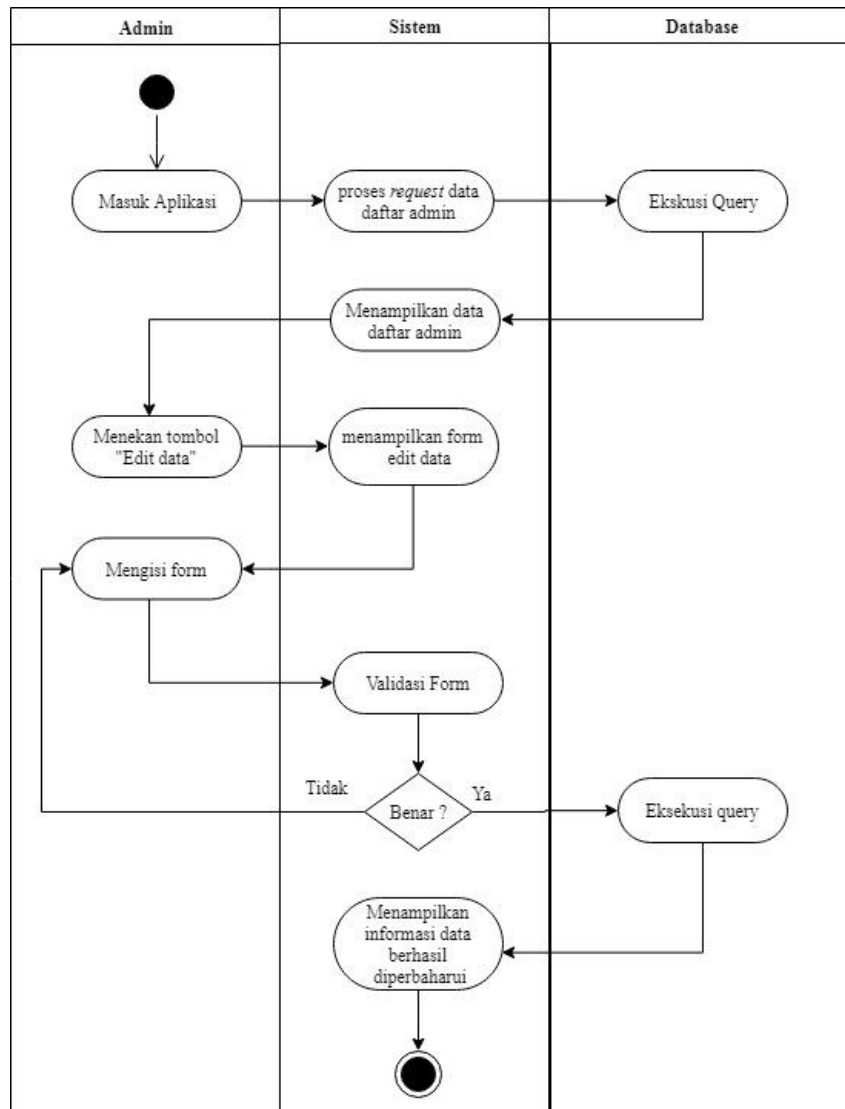 Admin
Sistem
Database
Masuk Aplikasi
proses request data
daftar admin
Ekskusi Query
Menampilkan data
daftar admin
Menekan tombol
"Edit data"
menampilkan form
edit data
Mengisi form
Validasi Form
Tidak
Benar ?
Ya
Eksekusi query
Menampilkan
informasi data
berhasil
diperbaharui